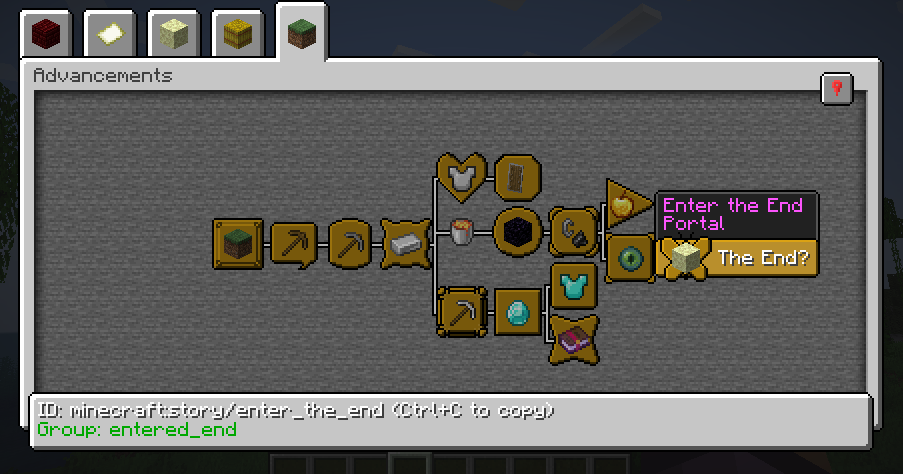 Advancements
Enter the End
Portal
The End?
ID: minecraft:story/enter_the_end (Ctrl+C to copy)
Group: entered_end